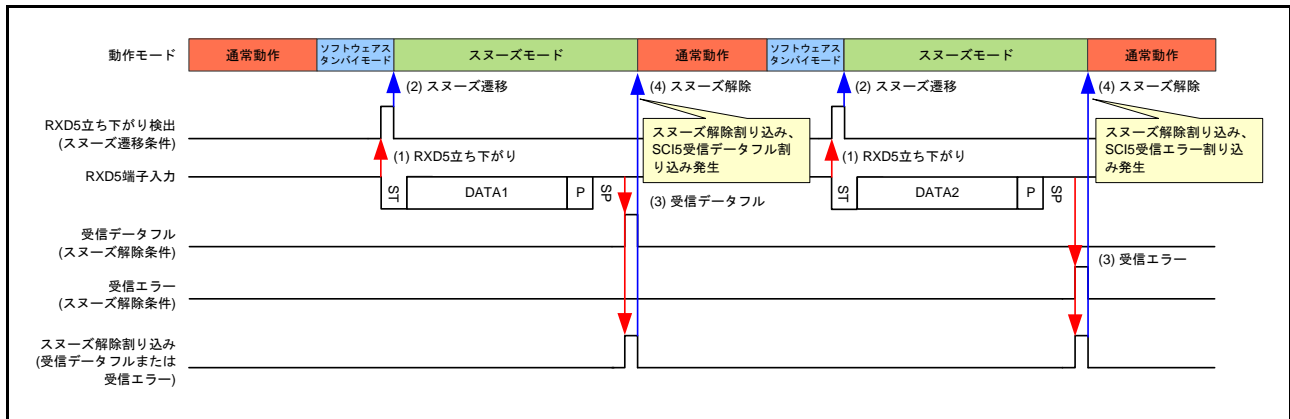 動作モード
通常動作
ソフトウェアス
タンバイモード
スヌーズモード
通常動作
ソフトウェアス
タンバイモード
スヌーズモード
通常動作
(2) スヌーズ遷移
(4) スヌーズ解除
(2) スヌーズ遷移
(4) スヌーズ解除
RXD5立ち下がり検出
(スヌーズ遷移条件)
スヌーズ解除割り込み、
SCI5受信データフル割
り込み発生
スヌーズ解除割り込み、
SCI5受信エラー割り込
み発生
(1) RXD5立ち下がり
(1) RXD5立ち下がり
RXD5端子入力
ST
DATA1
P
SP
ST
DATA2
P
SP
(3) 受信データフル
受信データフル
(スヌーズ解除条件)
(3) 受信エラー
受信エラー
(スヌーズ解除条件)
スヌーズ解除割り込み
(受信データフルまたは
受信エラー)